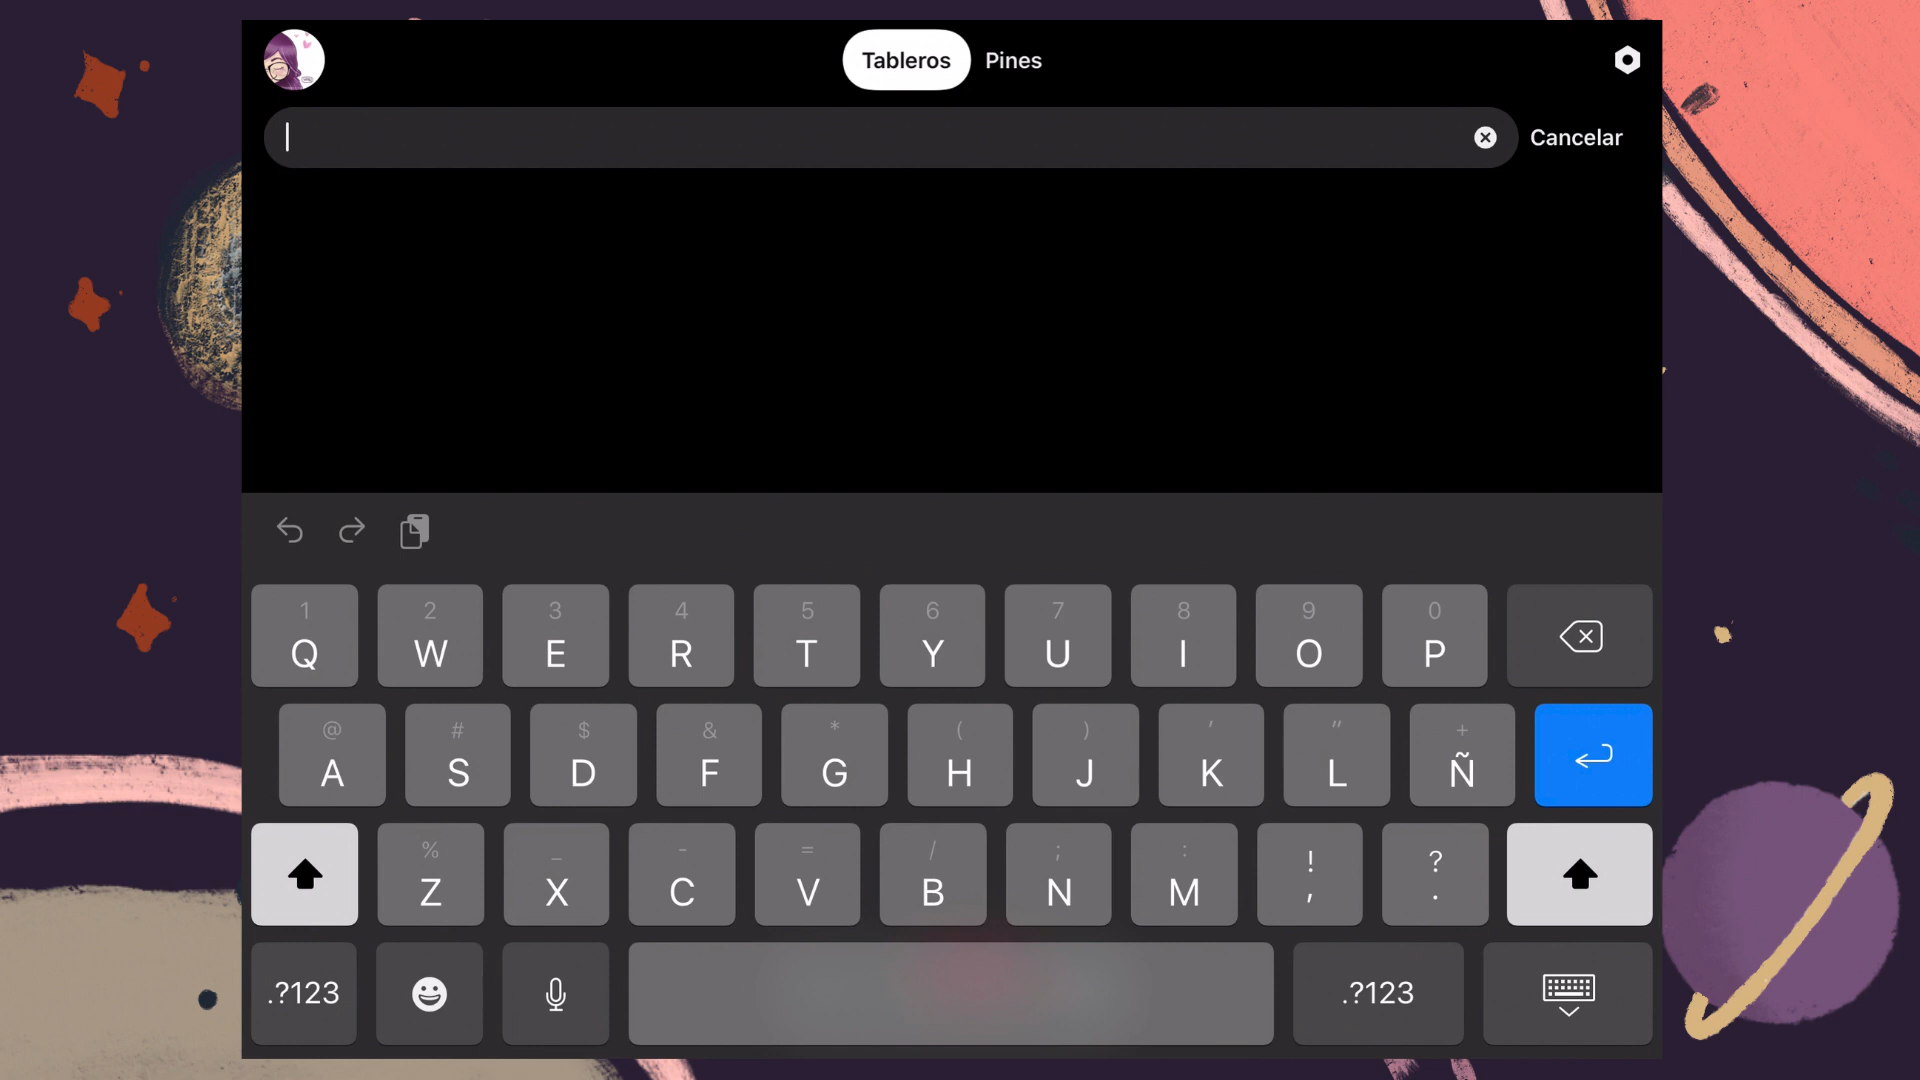 Tableros Pines
Cancelar
1 2 3 4 5 6 7 8 9 0
Q W E R T Y U I O P
@ # $ & * ( ) ' " +
A S D F G H J K L Ñ
% _ - = / ; : ! ?
Z X C V B N M , .
.?123 .?123